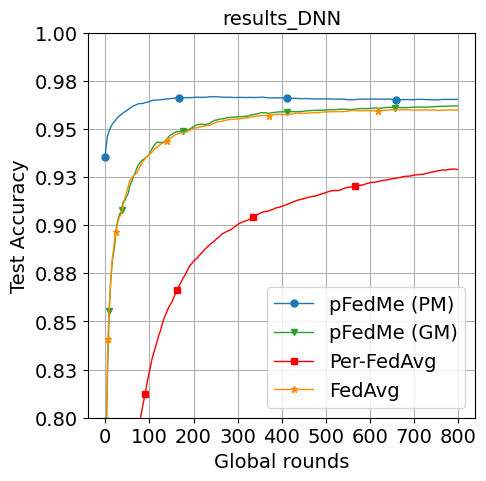 results_DNN
1.00
0.98
0.95
0.93
0.90
0.88
0.85
0.83
0.80
Test Accuracy
pFedMe (PM)
pFedMe (GM)
Per-FedAvg
FedAvg
0 100 200 300 400 500 600 700 800
Global rounds